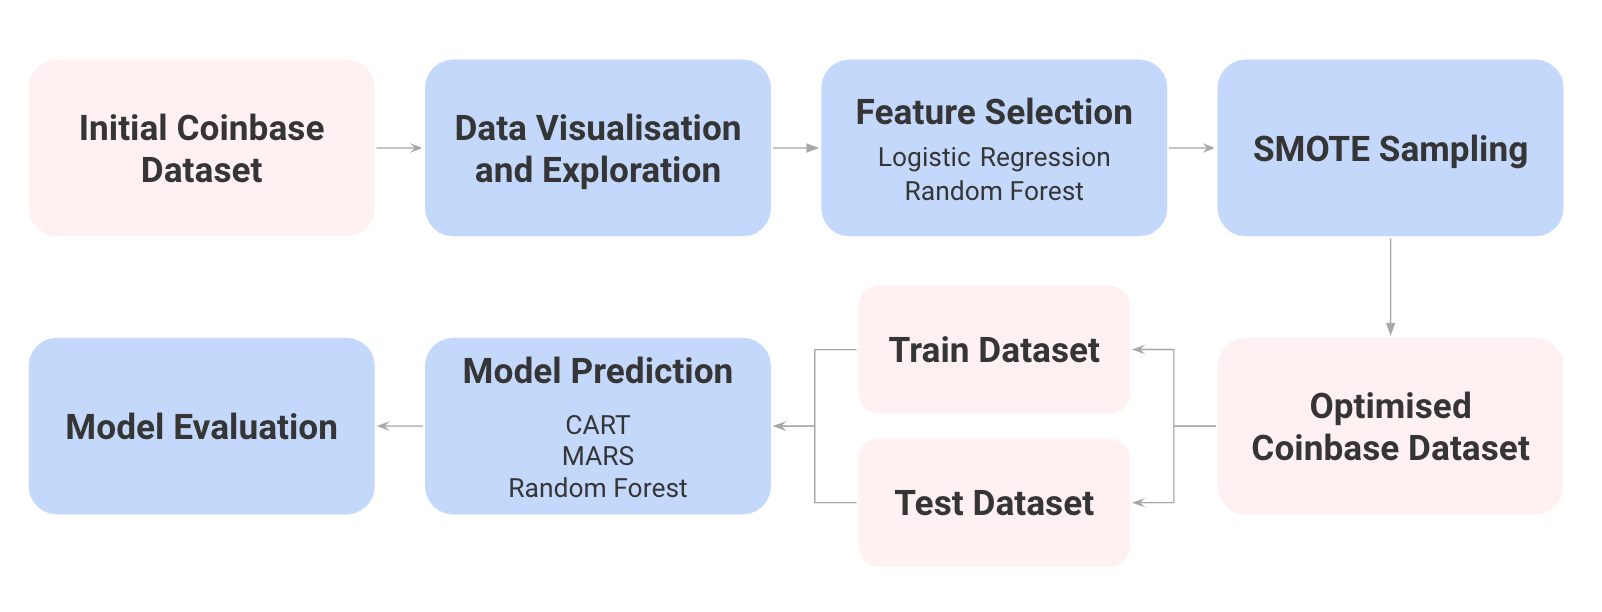 Initial Coinbase
Dataset
Data Visualisation
and Exploration
Feature Selection
Logistic Regression
Random Forest
SMOTE Sampling
Optimised
Coinbase Dataset
Train Dataset
Test Dataset
Model Prediction
CART
MARS
Random Forest
Model Evaluation